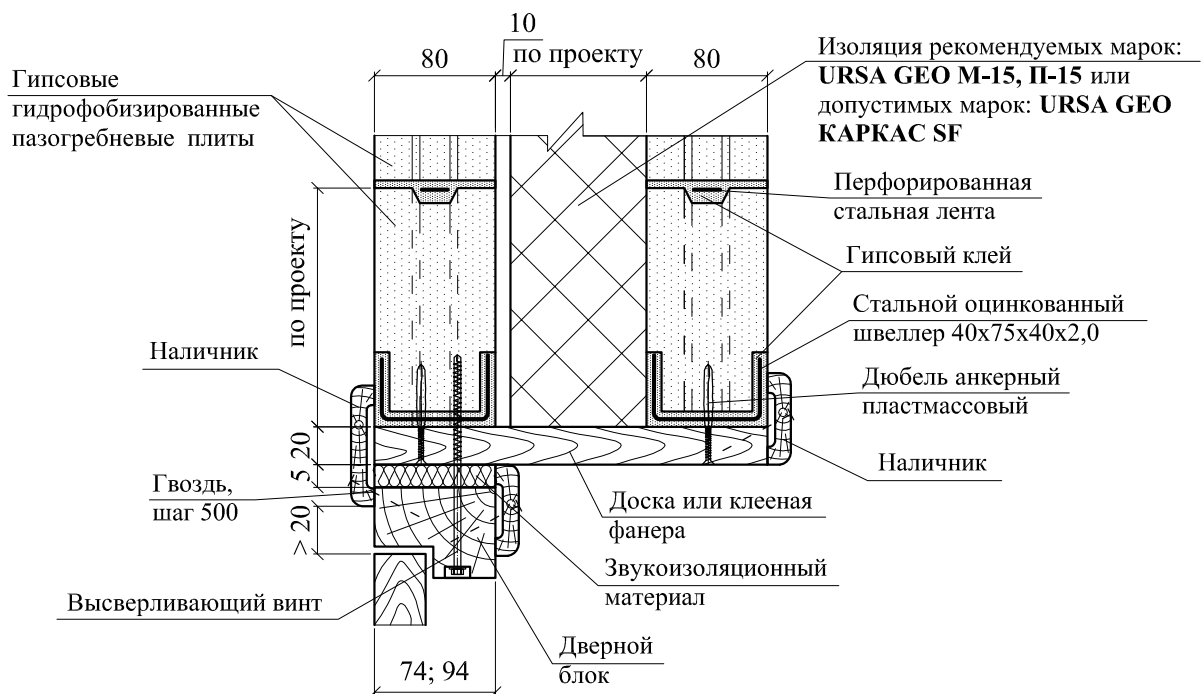 10
80
по проекту
80
Гипсовые
гидрофобизированные
пазогребневые плиты
Изоляция рекомендуемых марок:
URSA GEO М-15, П-15 или
допустимых марок: URSA GEO
КАРКАС SF
Перфорированная
стальная лента
Гипсовый клей
Стальной оцинкованный
швеллер 40х75х40х2,0
по проекту
Наличник
Дюбель анкерный
пластмассовый
20
5
> 20
Гвоздь,
шаг 500
Наличник
Доска или клееная
фанера
Звукоизоляционный
материал
Высверливающий винт
Дверной
блок
74; 94